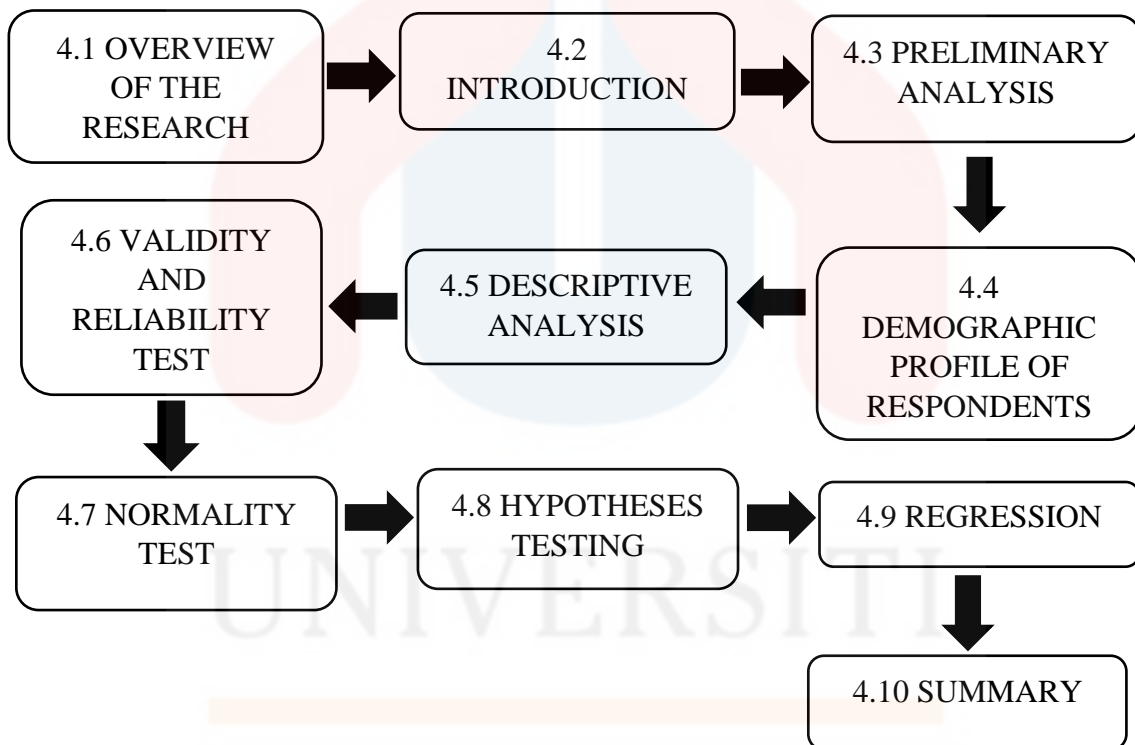 4.1 OVERVIEW
OF THE
RESEARCH
4.2
INTRODUCTION
4.3 PRELIMINARY
ANALYSIS
4.4
DEMOGRAPHIC
PROFILE OF
RESPONDENTS
4.5 DESCRIPTIVE
ANALYSIS
4.6 VALIDITY
AND
RELIABILITY
TEST
4.7 NORMALITY
TEST
4.8 HYPOTHESES
TESTING
4.9 REGRESSION
4.10 SUMMARY
UNIVERSITI